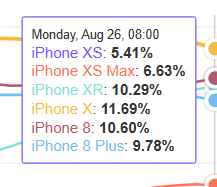 Monday, Aug 26, 08:00
iPhone XS: 5.41%
iPhone XS Max: 6.63%
iPhone XR: 10.29%
iPhone X: 11.69%
iPhone 8: 10.60%
iPhone 8 Plus: 9.78%